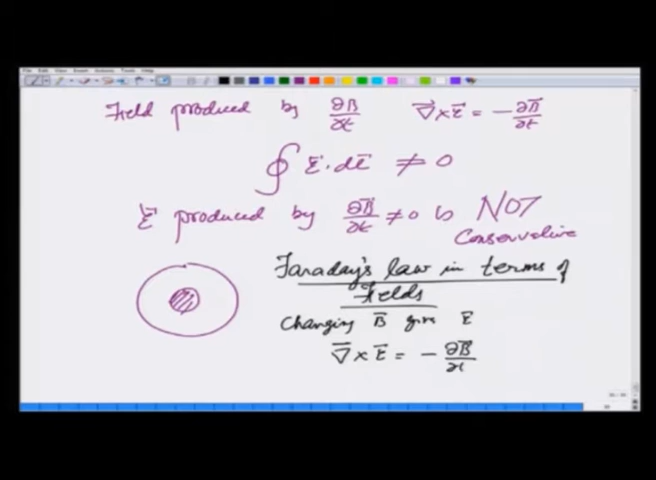 Field produced by ∂B/∂t ∇⃗×E⃗ = -∂B⃗/∂t
∮ E⃗·dl⃗ ≠ 0
E⃗ produced by ∂B⃗/∂t ≠ 0 is NOT
Conservative
Faraday's law in terms of
Fields
Changing B⃗ gives E⃗
∇⃗×E⃗ = -∂B⃗/∂t